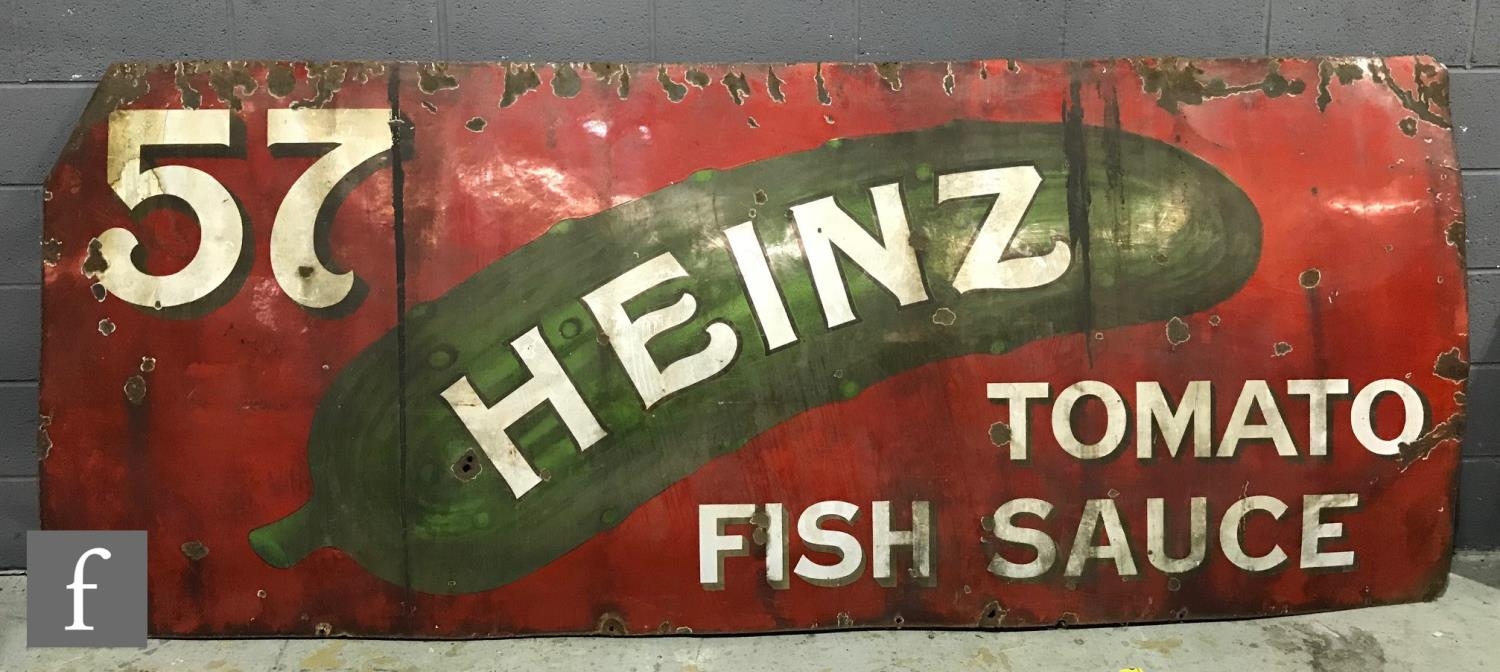 57
HEINZ
TOMATO
FISH SAUCE
f